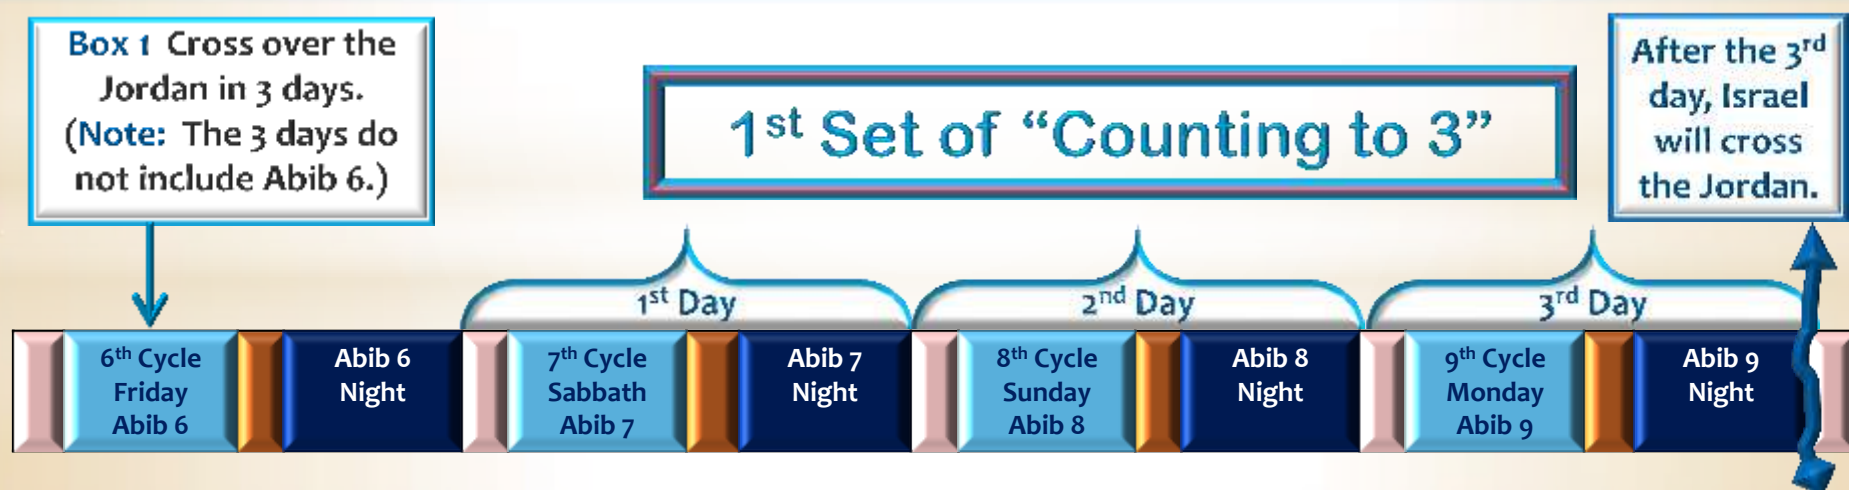 Box 1 Cross over the
Jordan in 3 days.
(Note: The 3 days do
not include Abib 6.)
1st Set of “Counting to 3”
After the 3rd
day, Israel
will cross
the Jordan.
1st Day
2nd Day
3rd Day
6th Cycle
Friday
Abib 6
Abib 6
Night
7th Cycle
Sabbath
Abib 7
Abib 7
Night
8th Cycle
Sunday
Abib 8
Abib 8
Night
9th Cycle
Monday
Abib 9
Abib 9
Night